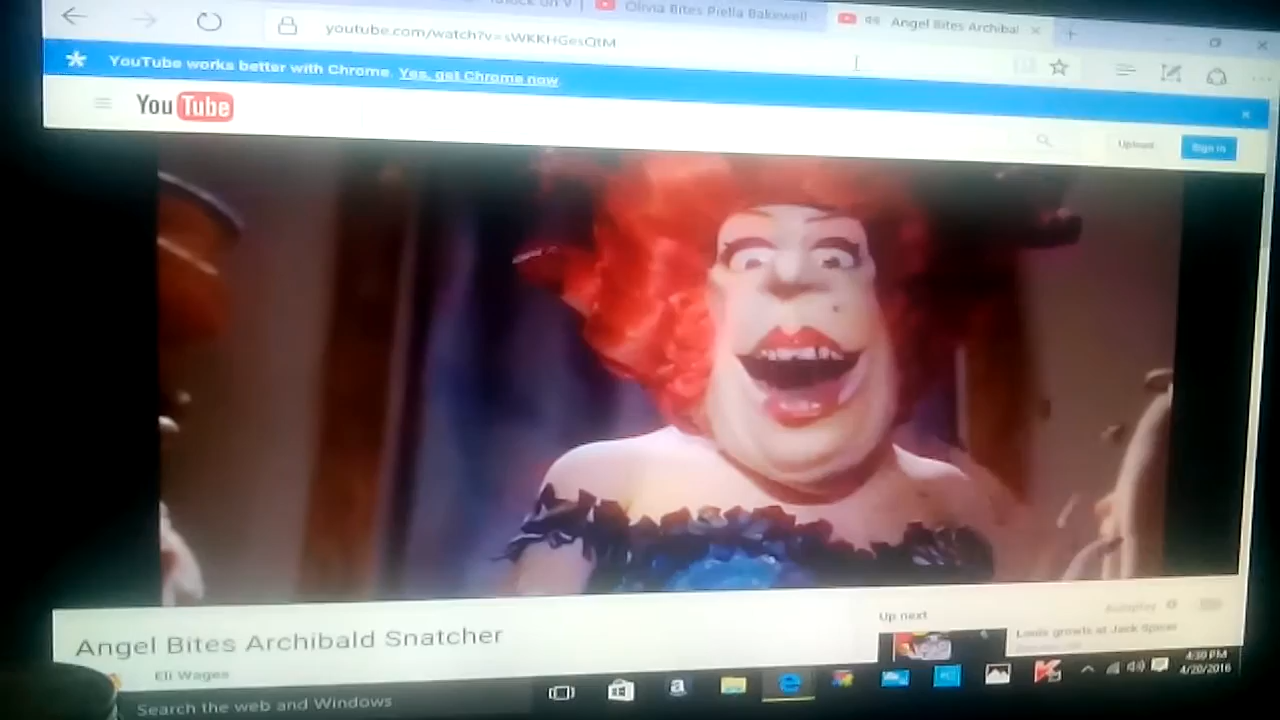 Olivia Bites Piella Bakewell
Angel Bites Archibal
youtube.com/watch?v=sWKKHGesQtM
YouTube works better with Chrome. Yes, get Chrome now.
YouTube
Upload
Sign in
Angel Bites Archibald Snatcher
Eli Wages
Up next
Autoplay
Louis growls at Jack Spicer
Search the web and Windows
4:30 PM
4/20/2016